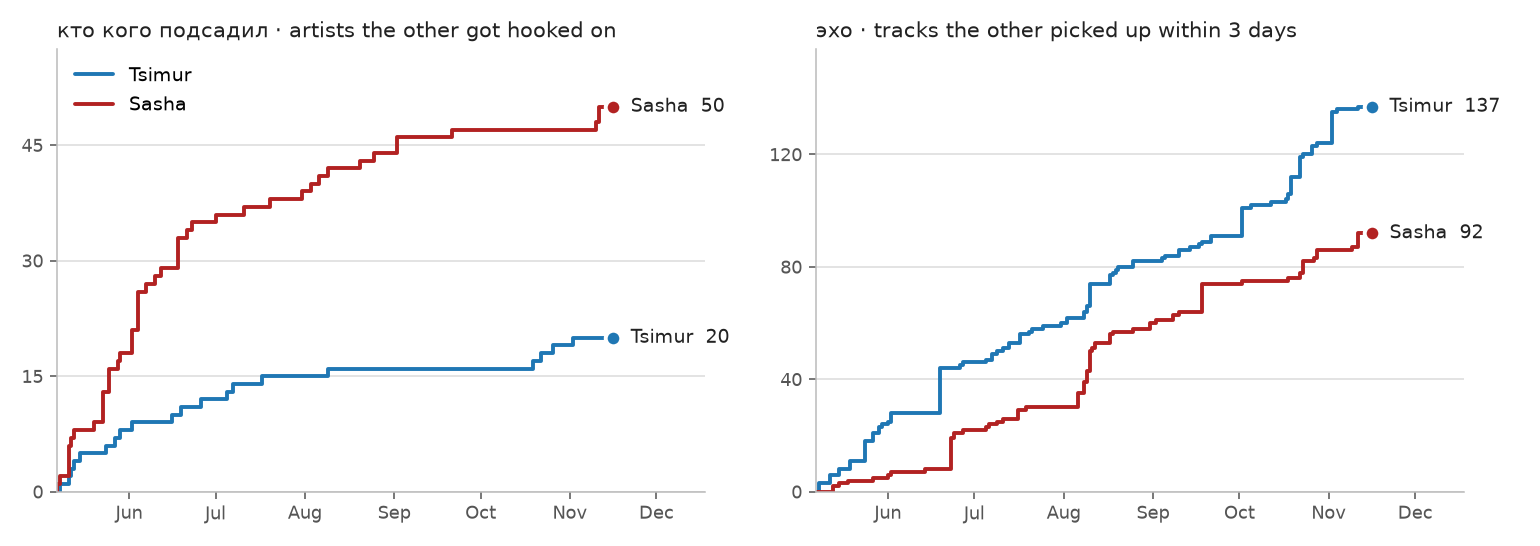 кто кого подсадил · artists the other got hooked on
Tsimur
Sasha
Sasha 50
Tsimur 20
45
30
15
0
Jun Jul Aug Sep Oct Nov Dec
эхо · tracks the other picked up within 3 days
Tsimur 137
Sasha 92
120
80
40
0
Jun Jul Aug Sep Oct Nov Dec